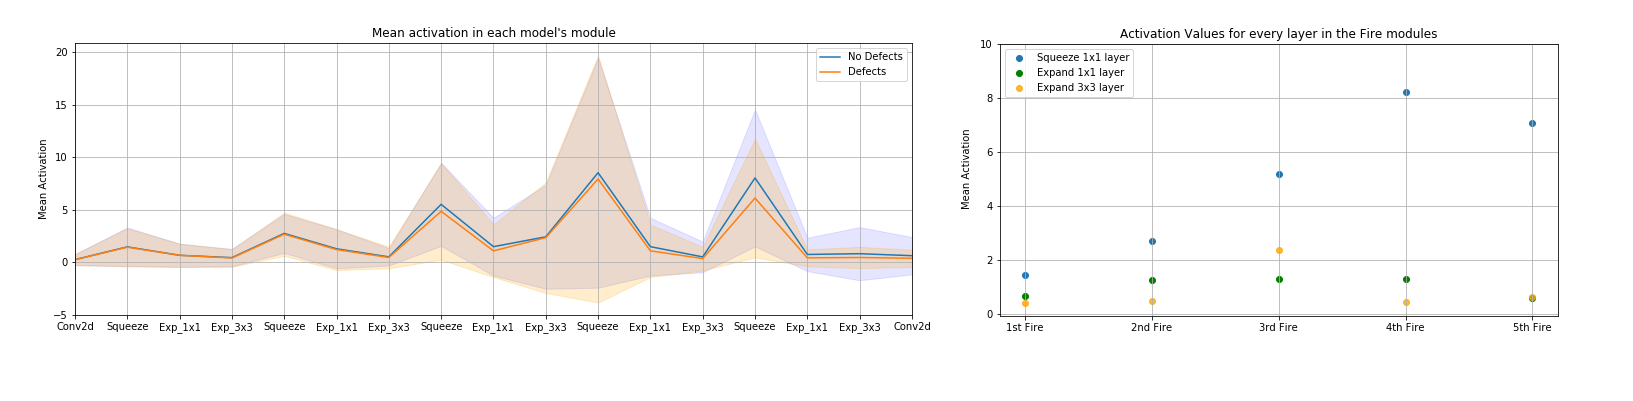 Mean activation in each model's module
No Defects
Defects
Mean Activation
20
15
10
5
0
−5
Conv2d Squeeze Exp_1x1 Exp_3x3 Squeeze Exp_1x1 Exp_3x3 Squeeze Exp_1x1 Exp_3x3 Squeeze Exp_1x1 Exp_3x3 Squeeze Exp_1x1 Exp_3x3 Conv2d
Activation Values for every layer in the Fire modules
Squeeze 1x1 layer
Expand 1x1 layer
Expand 3x3 layer
Mean Activation
10
8
6
4
2
0
1st Fire 2nd Fire 3rd Fire 4th Fire 5th Fire